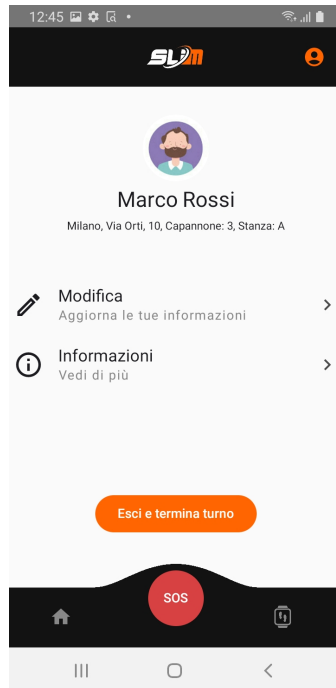 12:45
SLIM
Marco Rossi
Milano, Via Orti, 10, Capannone: 3, Stanza: A
Modifica
Aggiorna le tue informazioni
Informazioni
Vedi di più
Esci e termina turno
SOS